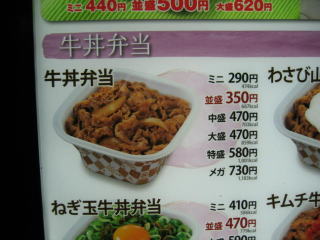 ミニ440円 並盛500円 大盛620円
牛丼弁当
牛丼弁当
ミニ 290円
並盛 350円
中盛 470円
大盛 470円
特盛 580円
メガ 730円
わさび山
ねぎ玉牛丼弁当
ミニ 410円
並盛 470円
キムチ牛